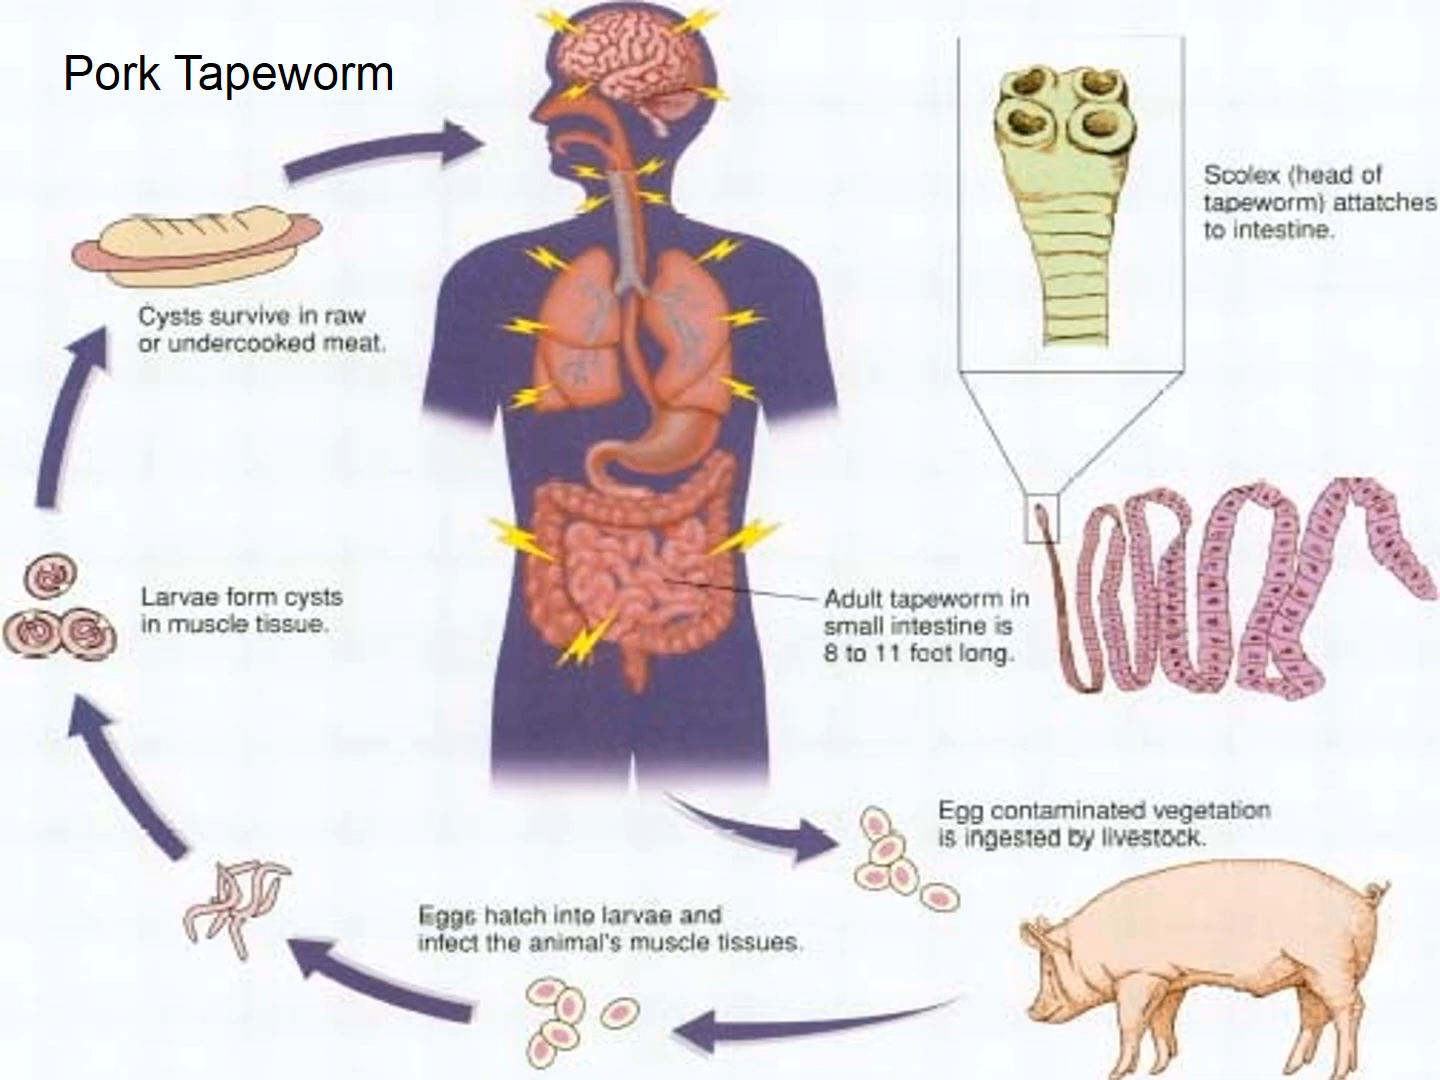 Pork Tapeworm
Scolex (head of
tapeworm) attatches
to intestine.
Cysts survive in raw
or undercooked meat.
Larvae form cysts
in muscle tissue.
Adult tapeworm in
small intestine is
8 to 11 foot long.
Egg contaminated vegetation
is ingested by livestock.
Eggs hatch into larvae and
infect the animal's muscle tissues.